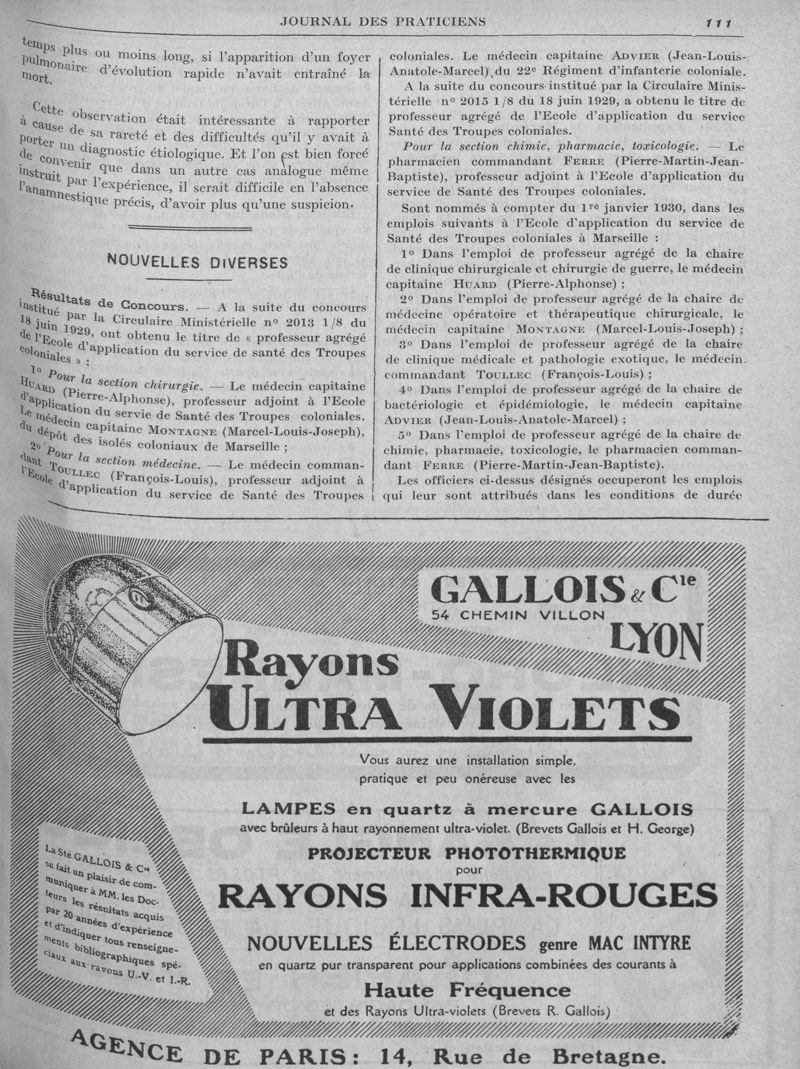 JOURNAL DES PRATICIENS
111
temps plus ou moins long, si l'apparition d'un foyer
pulmonaire d'évolution rapide n'avait entraîné la
mort.
Cette observation était intéressante à rapporter
à cause de sa rareté et des difficultés qu'il y avait à
porter un diagnostic étiologique. Et l'on est bien forcé
de convenir que dans un autre cas analogue même
instruit par l'expérience, il serait difficile en l'absence
l'anamnestique précis, d'avoir plus qu'une suspicion.
NOUVELLES DIVERSES
Résultats de Concours. — A la suite du concours
institué par la Circulaire Ministérielle nº 2013 1/8 du
18 juin 1929, ont obtenu le titre de « professeur agrégé
de l'Ecole d'application du service de santé des Troupes
coloniales » :
1º Pour la section chirurgie. — Le médecin capitaine
HUARD (Pierre-Alphonse), professeur adjoint à l'Ecole
d'application du servie de Santé des Troupes coloniales.
Le médecin capitaine MONTAGNE (Marcel-Louis-Joseph),
du dépôt des isolés coloniaux de Marseille ;
2º Pour la section médecine. — Le médecin comman-
dant TOULLEC (François-Louis), professeur adjoint à
l'Ecole d'application du service de Santé des Troupes
coloniales. Le médecin capitaine ADVIER (Jean-Louis-
Anatole-Marcel) du 22e Régiment d'infanterie coloniale.
A la suite du concours institué par la Circulaire Minis-
térielle nº 2015 1/8 du 18 juin 1929, a obtenu le titre de
professeur agrégé de l'Ecole d'application du service
Santé des Troupes coloniales.
Pour la section chimie, pharmacie, toxicologie. — Le
pharmacien commandant FERRE (Pierre-Martin-Jean-
Baptiste), professeur adjoint à l'Ecole d'application du
service de Santé des Troupes coloniales.
Sont nommés à compter du 1re janvier 1930, dans les
emplois suivants à l'Ecole d'application du service de
Santé des Troupes coloniales à Marseille :
1º Dans l'emploi de professeur agrégé de la chaire
de clinique chirurgicale et chirurgie de guerre, le médecin
capitaine HUARD (Pierre-Alphonse) ;
2º Dans l'emploi de professeur agrégé de la chaire de
médecine opératoire et thérapeutique chirurgicale, le
médecin capitaine MONTAGNE (Marcel-Louis-Joseph) ;
3º Dans l'emploi de professeur agrégé de la chaire
de clinique médicale et pathologie exotique, le médecin
commandant TOULLEC (François-Louis) ;
4º Dans l'emploi de professeur agrégé de la chaire de
bactériologie et épidémiologie, le médecin capitaine
ADVIER (Jean-Louis-Anatole-Marcel) ;
5º Dans l'emploi de professeur agrégé de la chaire de
chimie, pharmacie, toxicologie, le pharmacien comman-
dant FERRE (Pierre-Martin-Jean-Baptiste).
Les officiers ci-dessus désignés occuperont les emplois
qui leur sont attribués dans les conditions de durée
GALLOIS & Cie
54 CHEMIN VILLON
LYON
Rayons
ULTRA VIOLETS
Vous aurez une installation simple,
pratique et peu onéreuse avec les
LAMPES en quartz à mercure GALLOIS
avec brûleurs à haut rayonnement ultra-violet. (Brevets Gallois et H. George)
PROJECTEUR PHOTOTHERMIQUE
pour
RAYONS INFRA-ROUGES
NOUVELLES ÉLECTRODES genre MAC INTYRE
en quartz pur transparent pour applications combinées des courants à
Haute Fréquence
et des Rayons Ultra-violets (Brevets R. Gallois)
La Sté GALLOIS & Cie
se fait un plaisir de com-
muniquer à MM. les Doc-
teurs les résultats acquis
par 20 années d'expérience
et d'indiquer tous renseigne-
ments bibliographiques spé-
ciaux aux rayons U.-V. et I.-R.
AGENCE DE PARIS : 14, Rue de Bretagne.